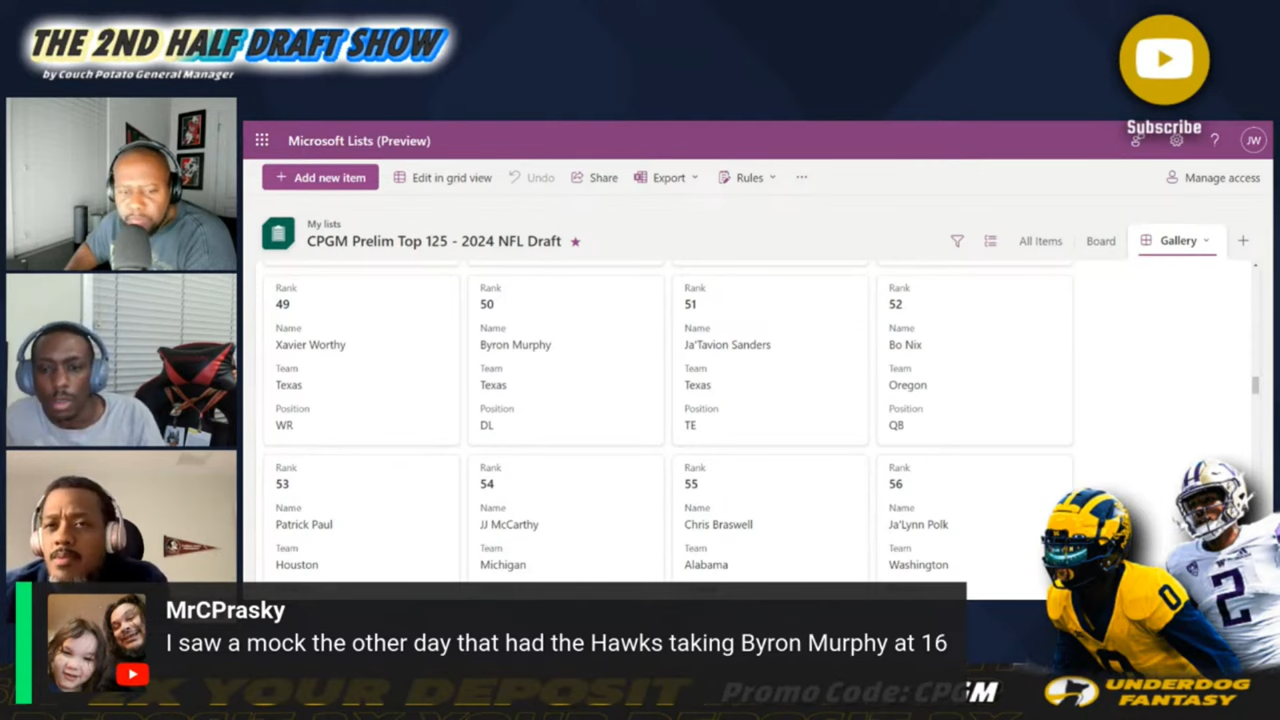 THE 2ND HALF DRAFT SHOW
by Couch Potato General Manager
Subscribe
Microsoft Lists (Preview)
?
JW
+ Add new item
Edit in grid view
Undo
Share
Export
Rules
...
Manage access
My lists
CPGM Prelim Top 125 - 2024 NFL Draft ★
All Items
Board
Gallery
+
Rank
Rank
Rank
Rank
49
50
51
52
Name
Name
Name
Name
Xavier Worthy
Byron Murphy
Ja'Tavion Sanders
Bo Nix
Team
Team
Team
Team
Texas
Texas
Texas
Oregon
Position
Position
Position
Position
WR
DL
TE
QB
Rank
Rank
Rank
Rank
53
54
55
56
Name
Name
Name
Name
Patrick Paul
JJ McCarthy
Chris Braswell
Ja'Lynn Polk
Team
Team
Team
Team
Houston
Michigan
Alabama
Washington
0
2
MrCPrasky
I saw a mock the other day that had the Hawks taking Byron Murphy at 16
YOUR DEPOSIT
Promo Code: CPGM
UNDERDOG
FANTASY